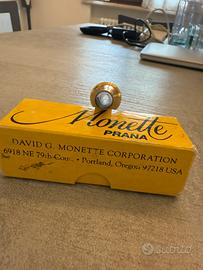 Monette
PRANA
DAVID G. MONETTE CORPORATION
6918 NE 79th Court, • Portland, Oregon 97218 USA
subito